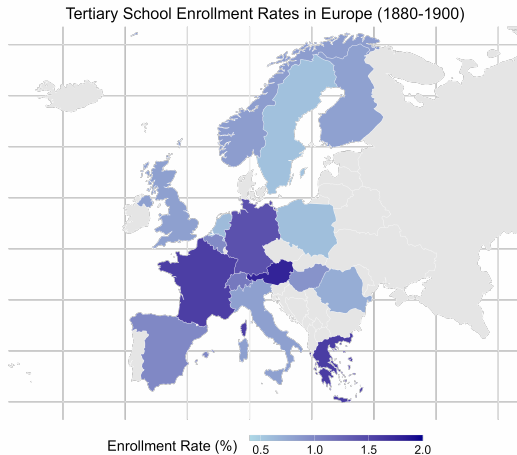 Tertiary School Enrollment Rates in Europe (1880-1900)
Enrollment Rate (%)
0.5 1.0 1.5 2.0